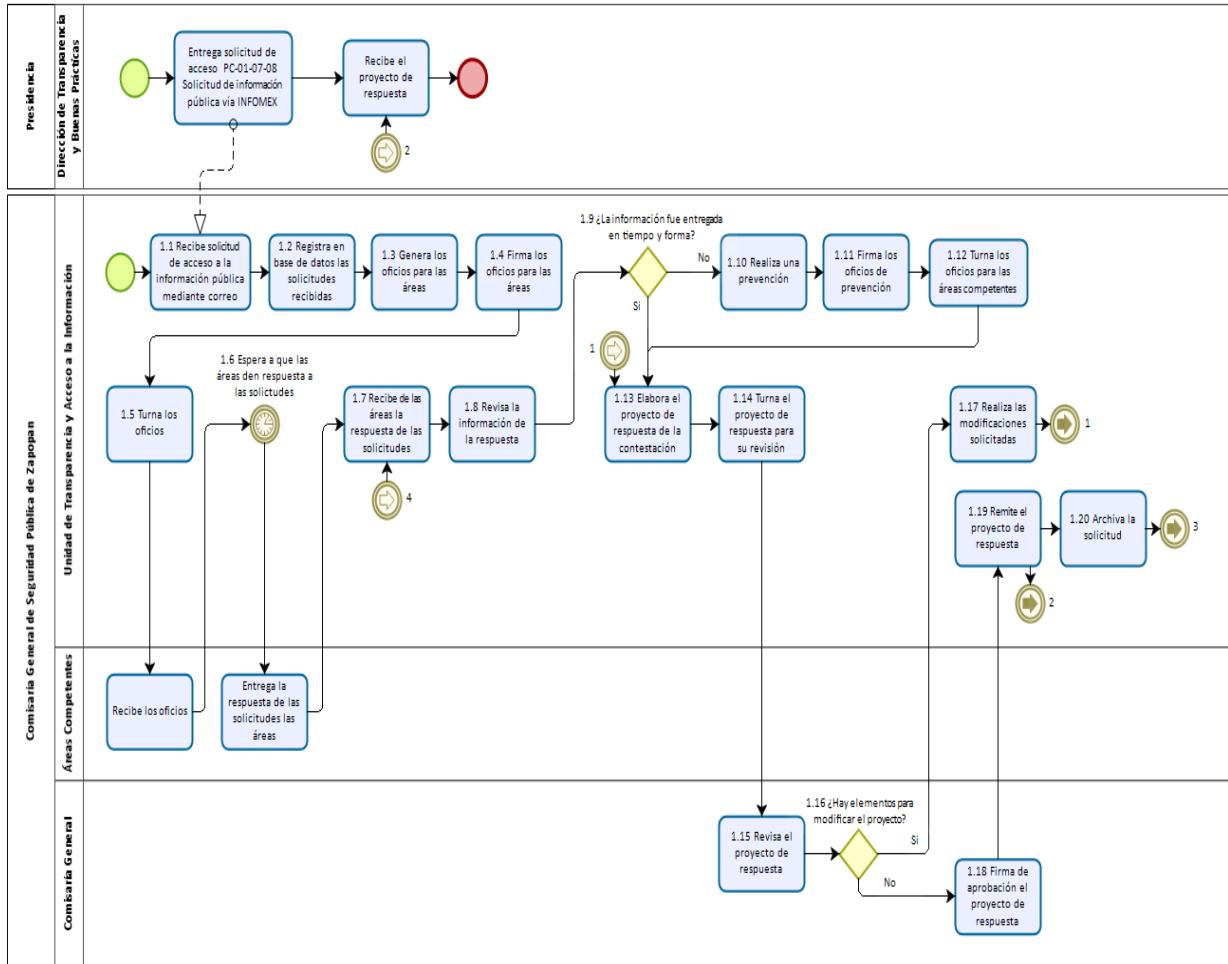 Presidencia
Dirección de Transparencia
y Buenas Prácticas
Entrega solicitud de
acceso PC-01-07-08
Solicitud de información
pública vía INFOMEX
Recibe el
proyecto de
respuesta
2
Comisaría General de Seguridad Pública de Zapopan
Unidad de Transparencia y Acceso a la Información
1.1 Recibe solicitud
de acceso a la
información pública
mediante correo
1.2 Registra en
base de datos las
solicitudes
recibidas
1.3 Genera los
oficios para las
áreas
1.4 Firma los
oficios para las
áreas
1.9 ¿La información fue entregada
en tiempo y forma?
No
Si
1.10 Realiza una
prevención
1.11 Firma los
oficios de
prevención
1.12 Turna los
oficios para las
áreas competentes
1.5 Turna los
oficios
1.6 Espera a que las
áreas den respuesta a
las solictudes
1.7 Recibe de las
áreas la
respuesta de las
solicitudes
4
1.8 Revisa la
información de
la respuesta
1
1.13 Elabora el
proyecto de
respuesta de la
contestación
1.14 Turna el
proyecto de
respuesta para
su revisión
1.17 Realiza las
modificaciones
solicitadas
1
1.19 Remite el
proyecto de
respuesta
2
1.20 Archiva la
solicitud
3
Áreas Competentes
Recibe los oficios
Entrega la
respuesta de las
solicitudes las
áreas
Comisaría General
1.15 Revisa el
proyecto de
respuesta
1.16 ¿Hay elementos para
modificar el proyecto?
Si
No
1.18 Firma de
aprobación el
proyecto de
respuesta